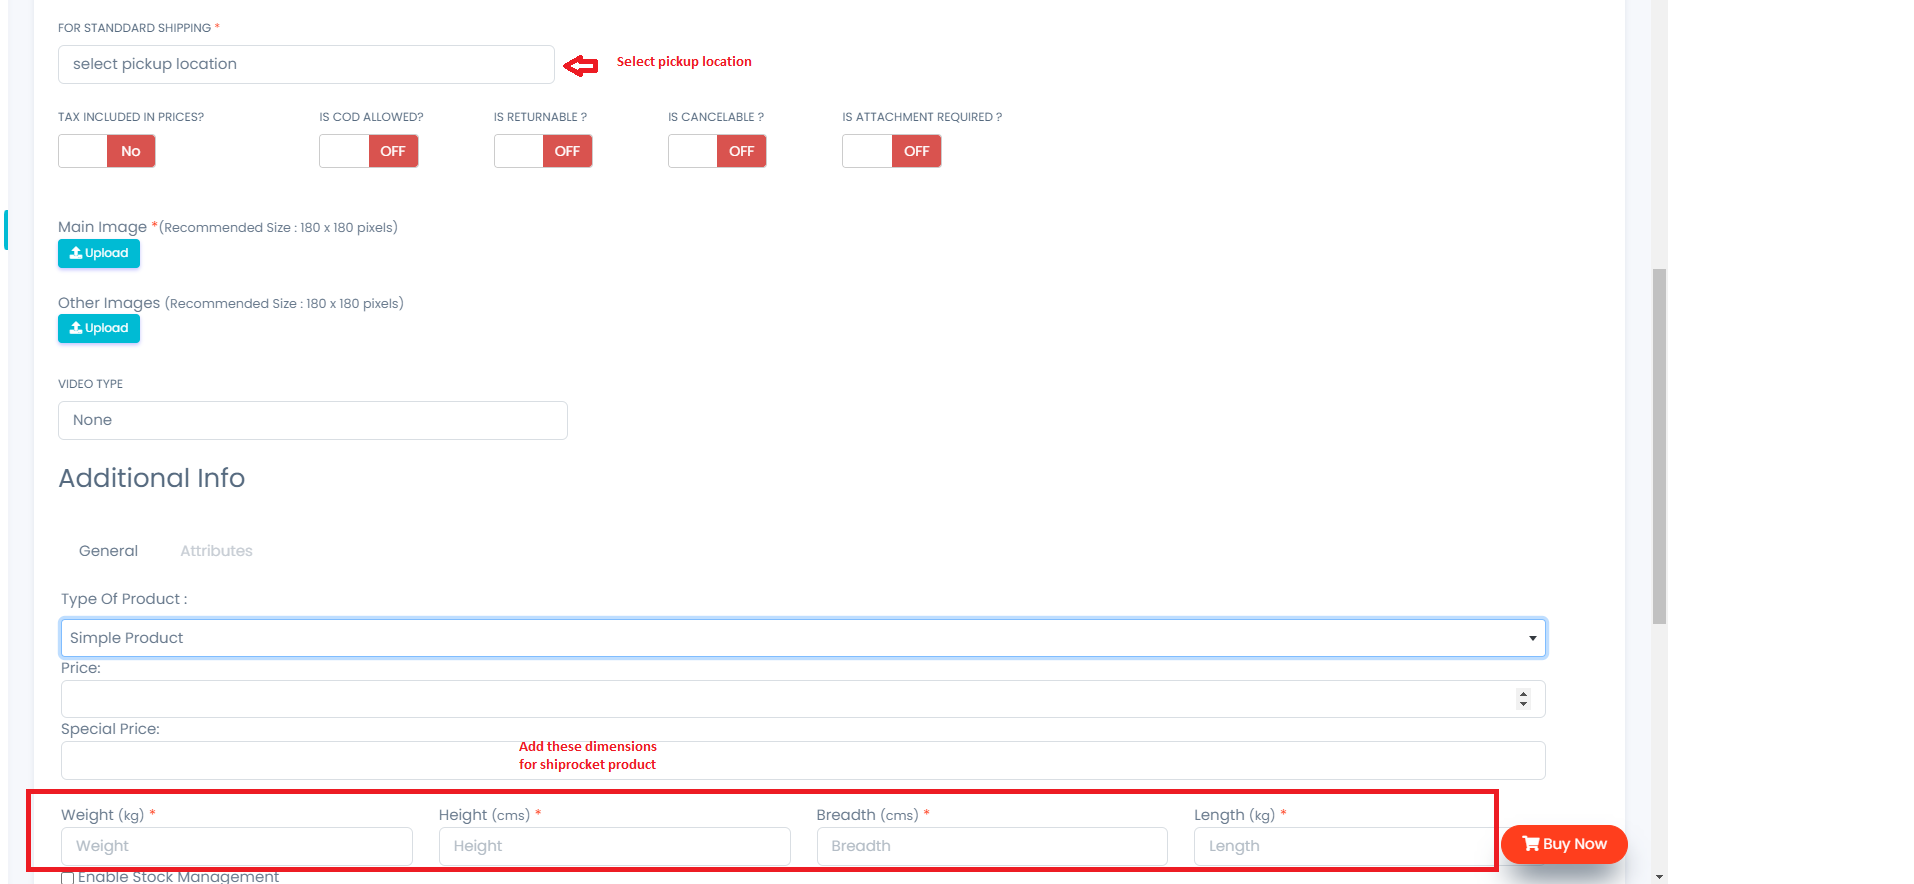 FOR STANDDARD SHIPPING *
select pickup location
Select pickup location
TAX INCLUDED IN PRICES?
IS COD ALLOWED?
IS RETURNABLE ?
IS CANCELABLE ?
IS ATTACHMENT REQUIRED ?
No
OFF
OFF
OFF
OFF
Main Image *(Recommended Size : 180 x 180 pixels)
Upload
Other Images (Recommended Size : 180 x 180 pixels)
Upload
VIDEO TYPE
None
Additional Info
General
Attributes
Type Of Product :
Simple Product
Price:
Special Price:
Add these dimensions
for shiprocket product
Weight (kg) *
Height (cms) *
Breadth (cms) *
Length (kg) *
Weight
Height
Breadth
Length
Buy Now
Enable Stock Management